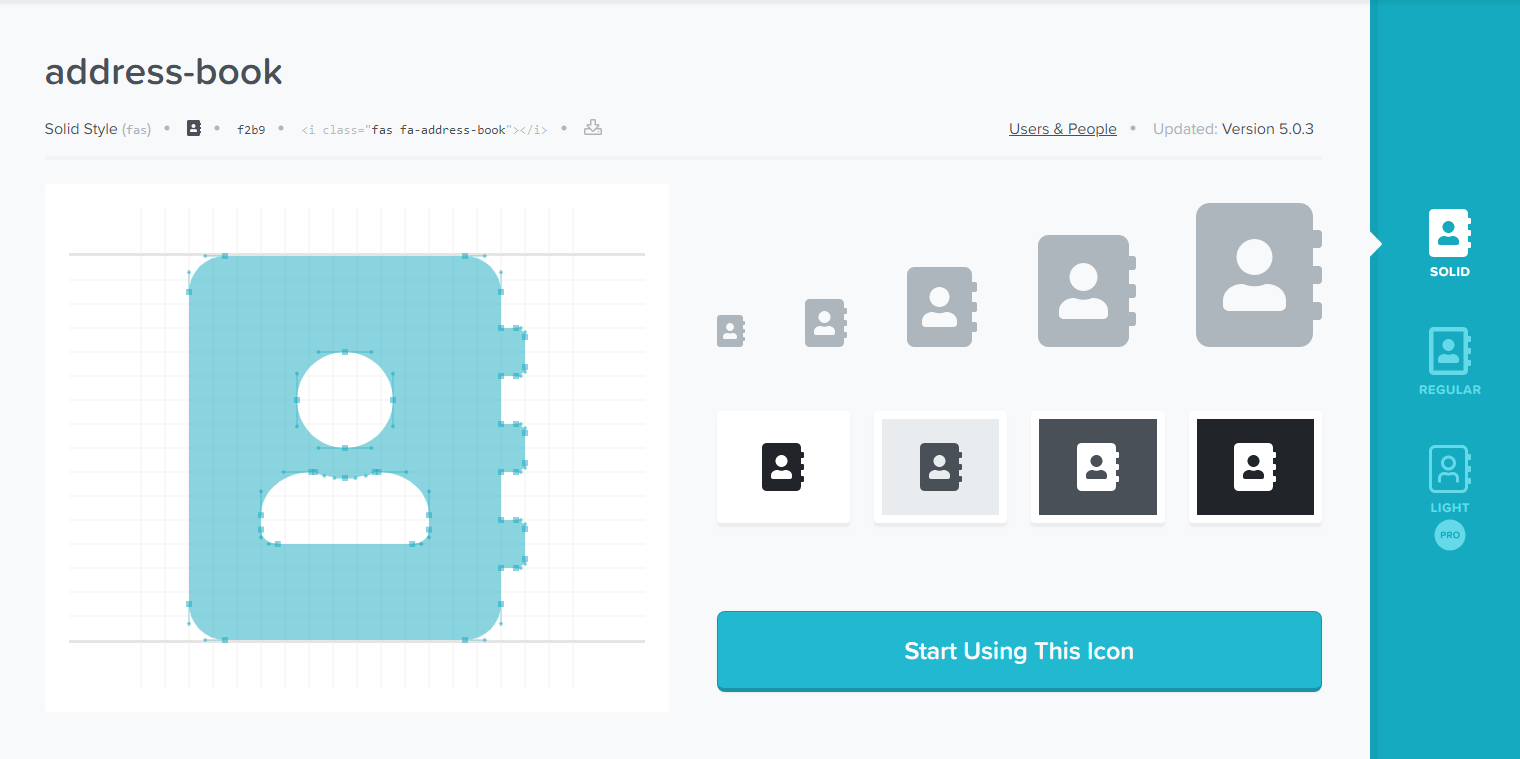 address-book
Solid Style (fas) • • f2b9 • <i class="fas fa-address-book"></i> •
Users & People • Updated: Version 5.0.3
SOLID
REGULAR
LIGHT
PRO
Start Using This Icon